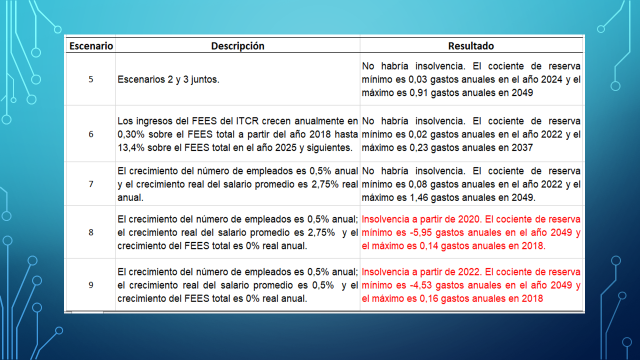 Escenario Descripción Resultado
5 Escenarios 2 y 3 juntos. No habría insolvencia. El cociente de reserva mínimo es 0,03 gastos anuales en el año 2024 y el máximo es 0,91 gastos anuales en 2049
6 Los ingresos del FEES del ITCR crecen anualmente en 0,30% sobre el FEES total a partir del año 2018 hasta 13,4% sobre el FEES total en el año 2025 y siguientes. No habría insolvencia. El cociente de reserva mínimo es 0,02 gastos anuales en el año 2022 y el máximo es 0,23 gastos anuales en 2037
7 El crecimiento del número de empleados es 0,5% anual y el crecimiento real del salario promedio es 2,75% real anual. No habría insolvencia. El cociente de reserva mínimo es 0,08 gastos anuales en el año 2022 y el máximo es 1,46 gastos anuales en 2049.
8 El crecimiento del número de empleados es 0,5% anual; el crecimiento real del salario promedio es 2,75% y el crecimiento del FEES total es 0% real anual. Insolvencia a partir de 2020. El cociente de reserva mínimo es -5,95 gastos anuales en el año 2049 y el máximo es 0,14 gastos anuales en 2018.
9 El crecimiento del número de empleados es 0,5% anual; el crecimiento real del salario promedio es 0,5% y el crecimiento del FEES total es 0% real anual. Insolvencia a partir de 2022. El cociente de reserva mínimo es -4,53 gastos anuales en el año 2049 y el máximo es 0,16 gastos anuales en 2018